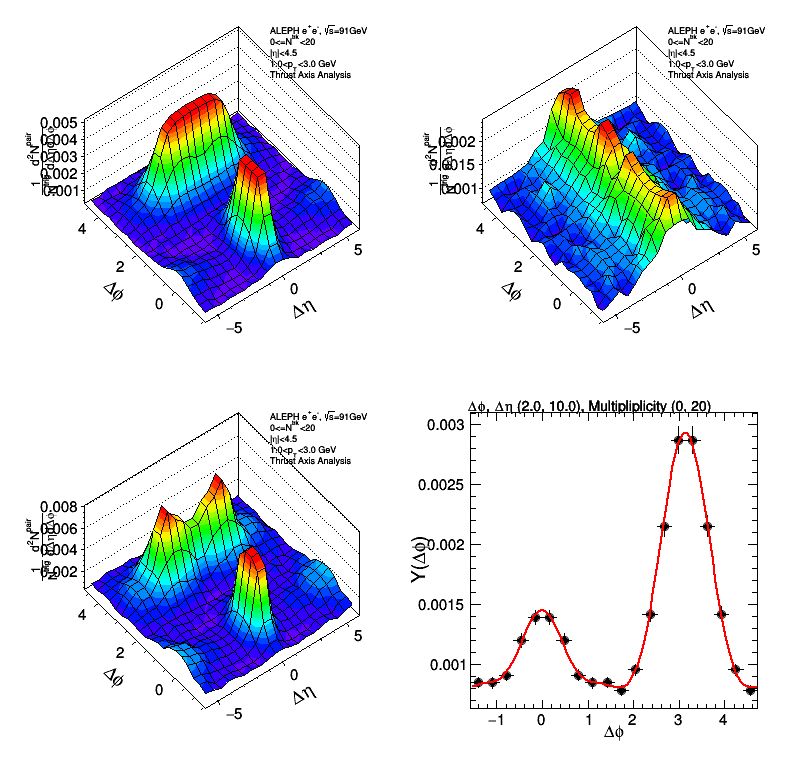 ALEPH e⁺e⁻, √s=91GeV
0<=N^trk<20
|η|<4.5
1.0<p_T<3.0 GeV
Thrust Axis Analysis
0.005
0.004
0.003
0.002
0.001
4
2
0
Δφ
−5
0
5
Δη
ALEPH e⁺e⁻, √s=91GeV
0<=N^trk<20
|η|<4.5
1.0<p_T<3.0 GeV
Thrust Axis Analysis
0.002
0.0015
0.001
4
2
0
Δφ
−5
0
5
Δη
ALEPH e⁺e⁻, √s=91GeV
0<=N^trk<20
|η|<4.5
1.0<p_T<3.0 GeV
Thrust Axis Analysis
0.008
0.006
0.004
0.002
4
2
0
Δφ
−5
0
5
Δη
Δφ, Δη (2.0, 10.0), Multipliplicity (0, 20)
0.003
0.0025
0.002
0.0015
0.001
Y(Δφ)
−1 0 1 2 3 4
Δφ